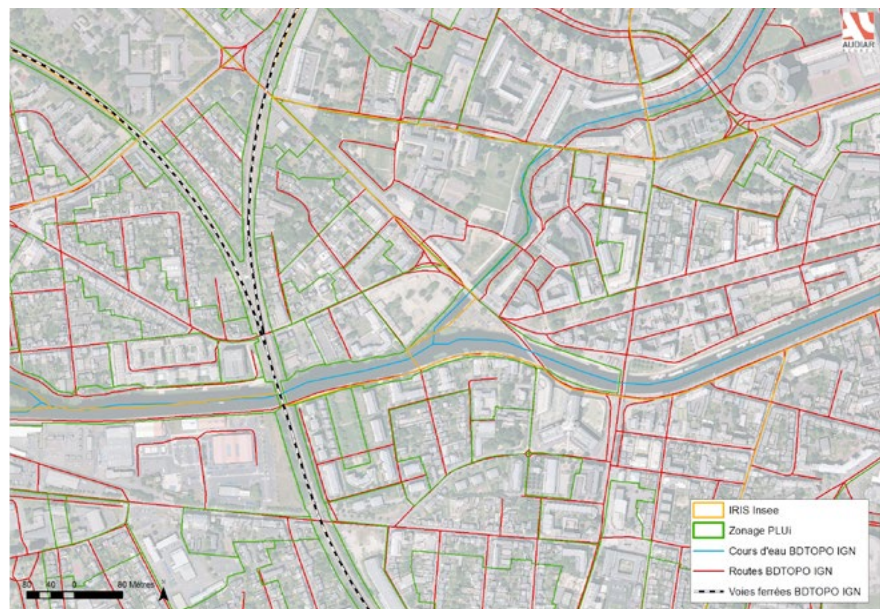 AUDIAR
RENNES
IRIS Insee
Zonage PLUi
Cours d'eau BDTOPO IGN
Routes BDTOPO IGN
Voies ferrées BDTOPO IGN
80 40 0 80 Mètres